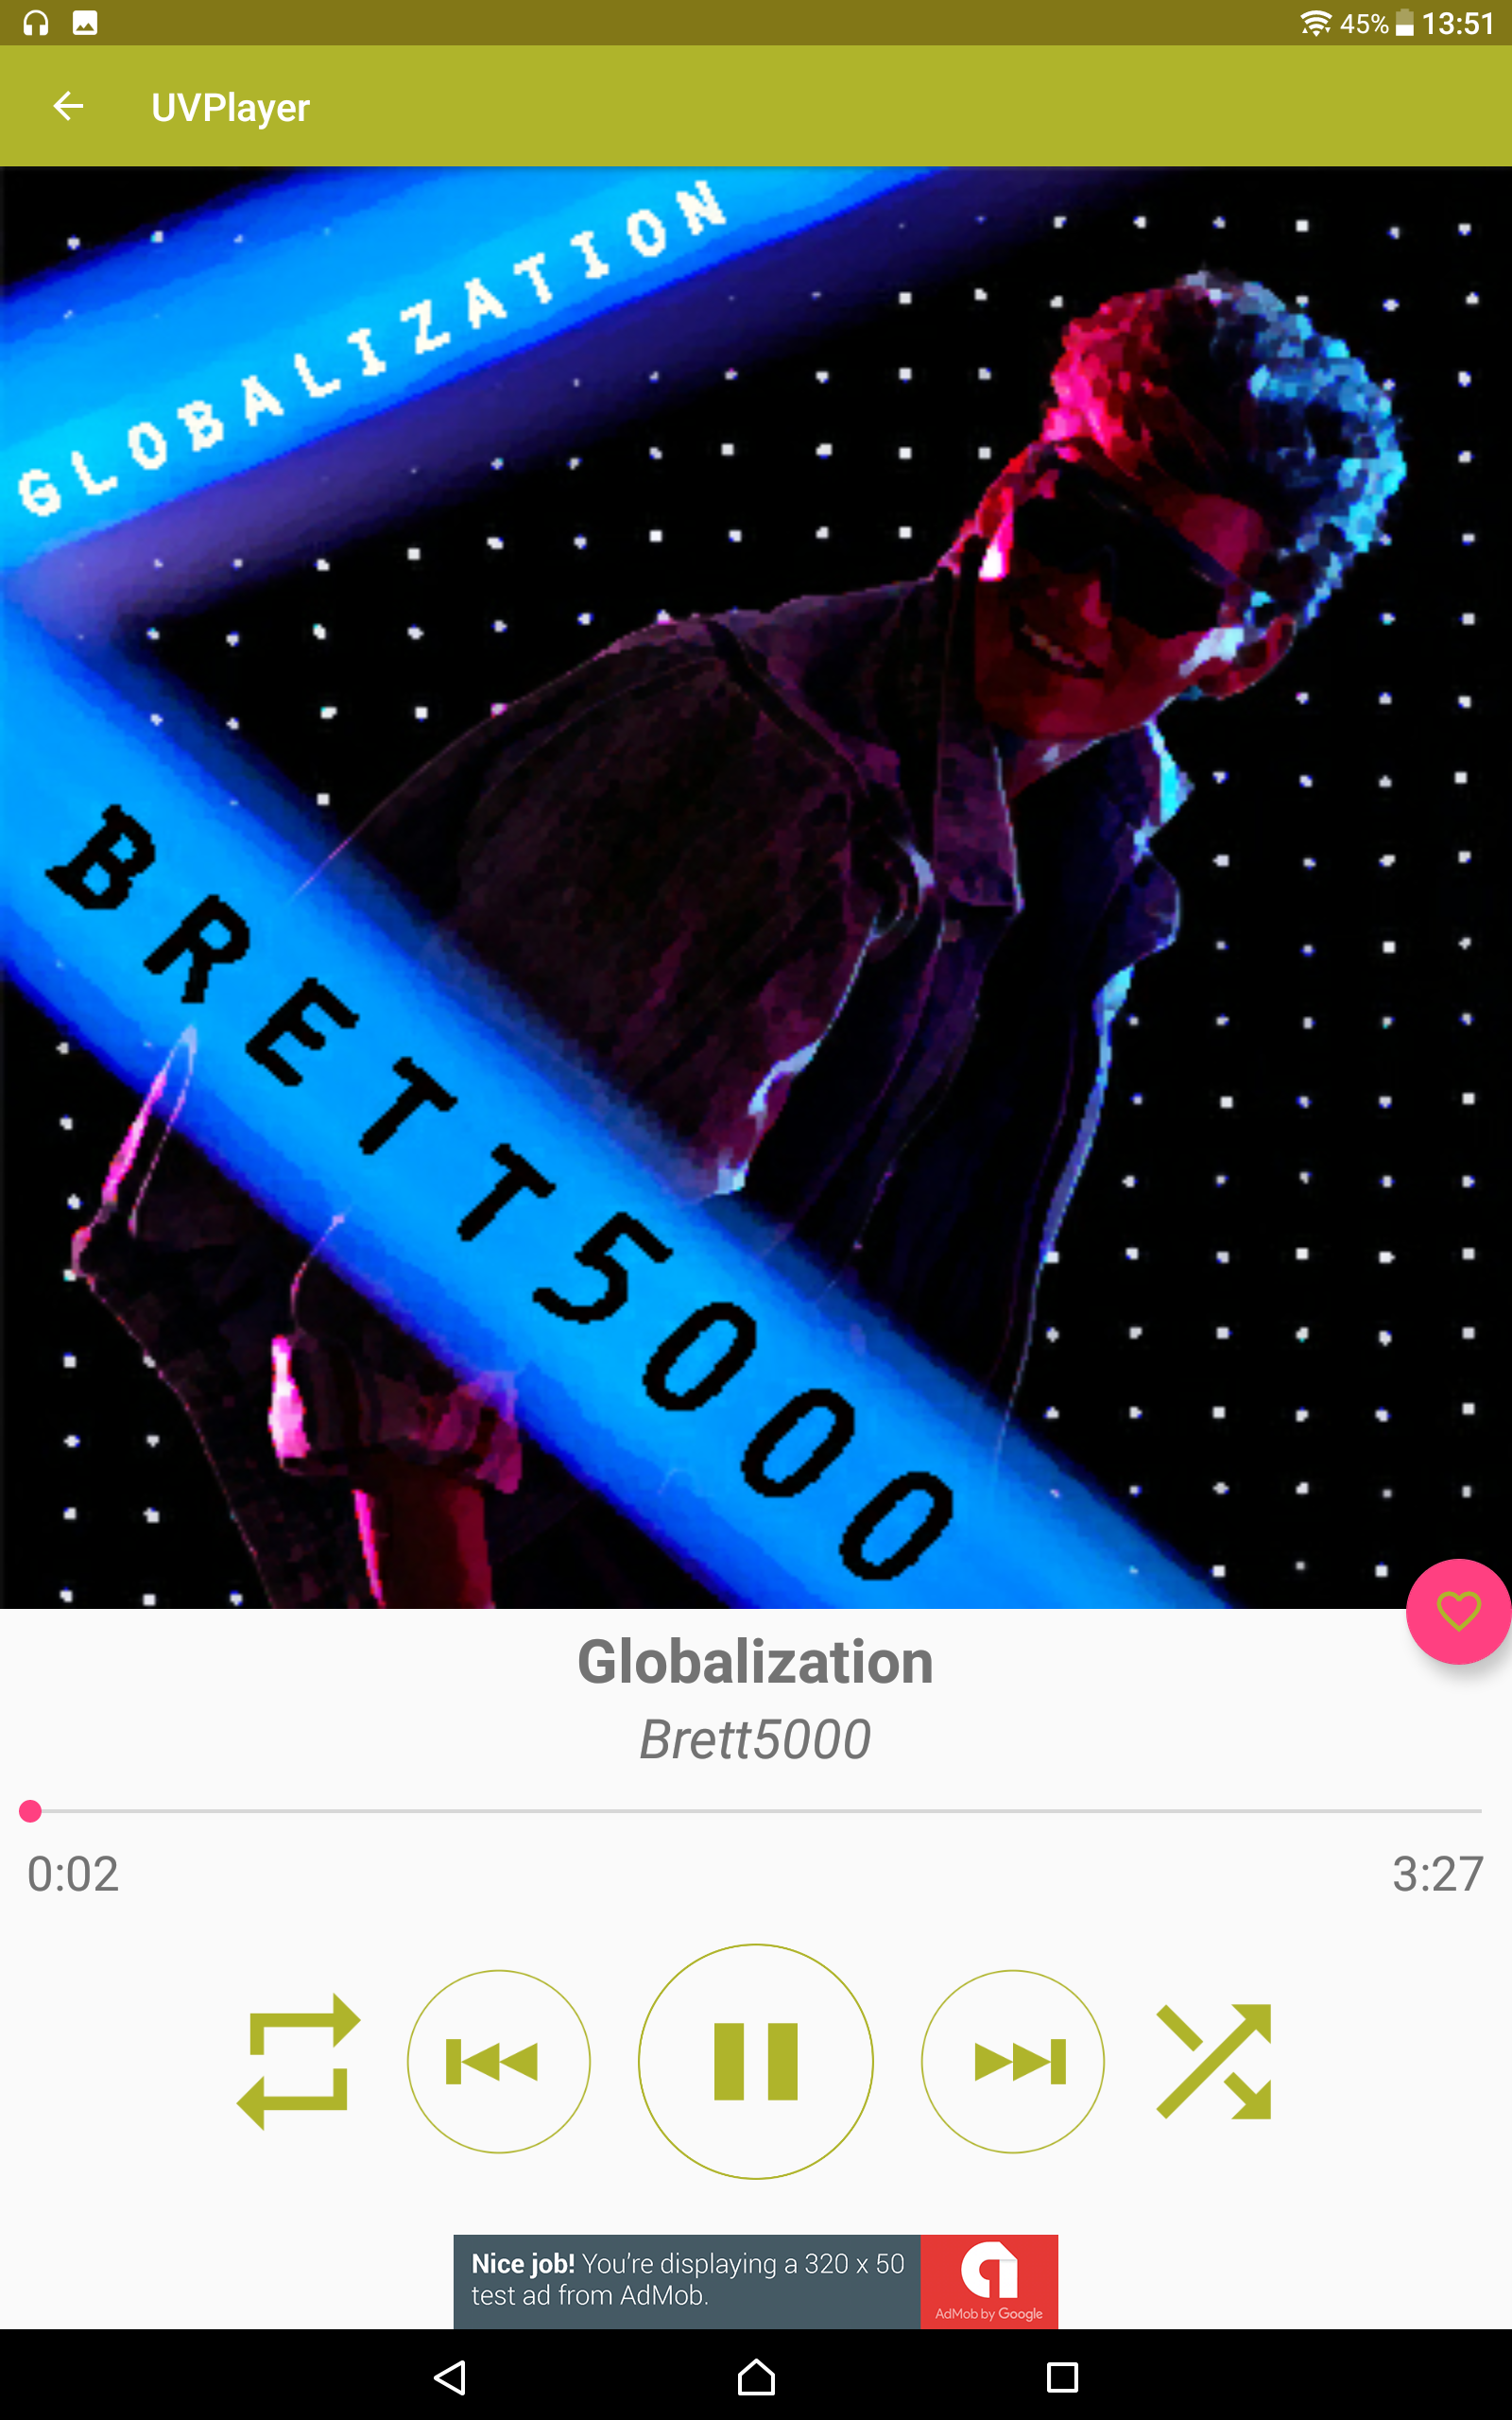 45% 13:51
UVPlayer
GLOBALIZATION
BRETT5000
Globalization
Brett5000
0:02 3:27
Nice job! You're displaying a 320 x 50
test ad from AdMob.
AdMob by Google